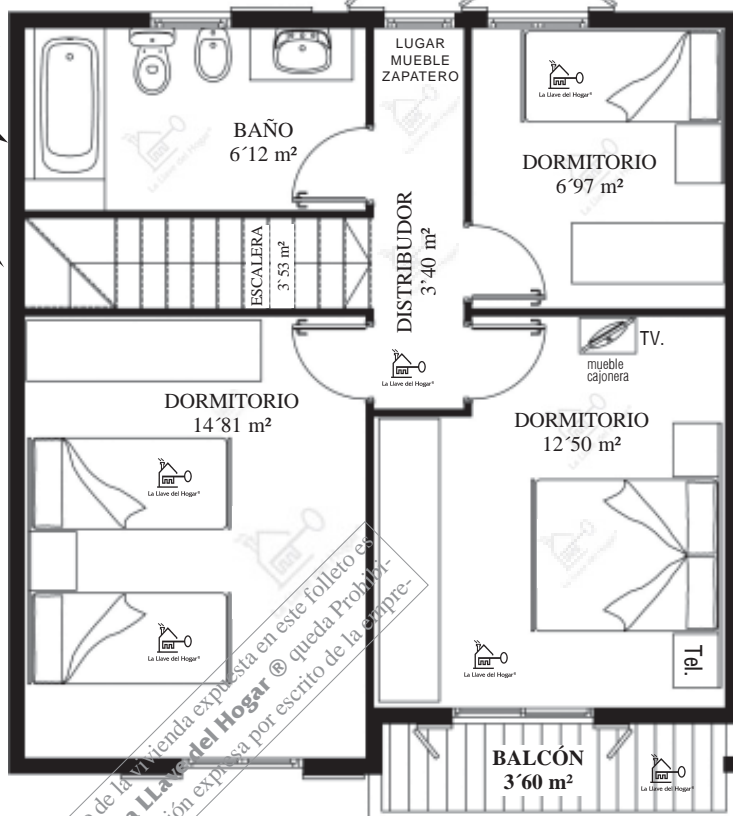 LUGAR
MUEBLE
ZAPATERO
La Llave del Hogar®
BAÑO
6´12 m²
La Llave del Hogar®
La Llave del Hogar®
DORMITORIO
6´97 m²
ESCALERA
3´53 m²
DISTRIBUDOR
3´40 m²
La Llave del Hogar®
TV.
mueble
cajonera
DORMITORIO
14´81 m²
DORMITORIO
12´50 m²
La Llave del Hogar®
La Llave del Hogar®
Tel.
La Llave del Hogar®
de la vivienda expuesta en este folleto es
LLave del Hogar ® queda Prohibi-
expresa por escrito de la empre-
BALCÓN
3´60 m²
La Llave del Hogar®